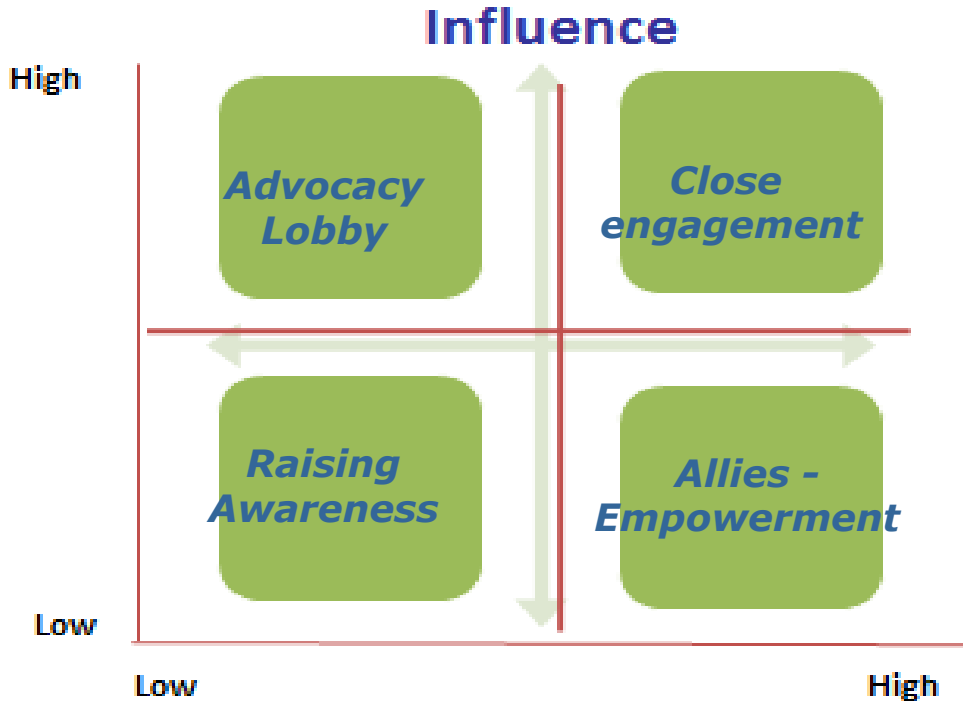 Influence
High
Advocacy
Lobby
Close
engagement
Raising
Awareness
Allies –
Empowerment
Low
Low
High